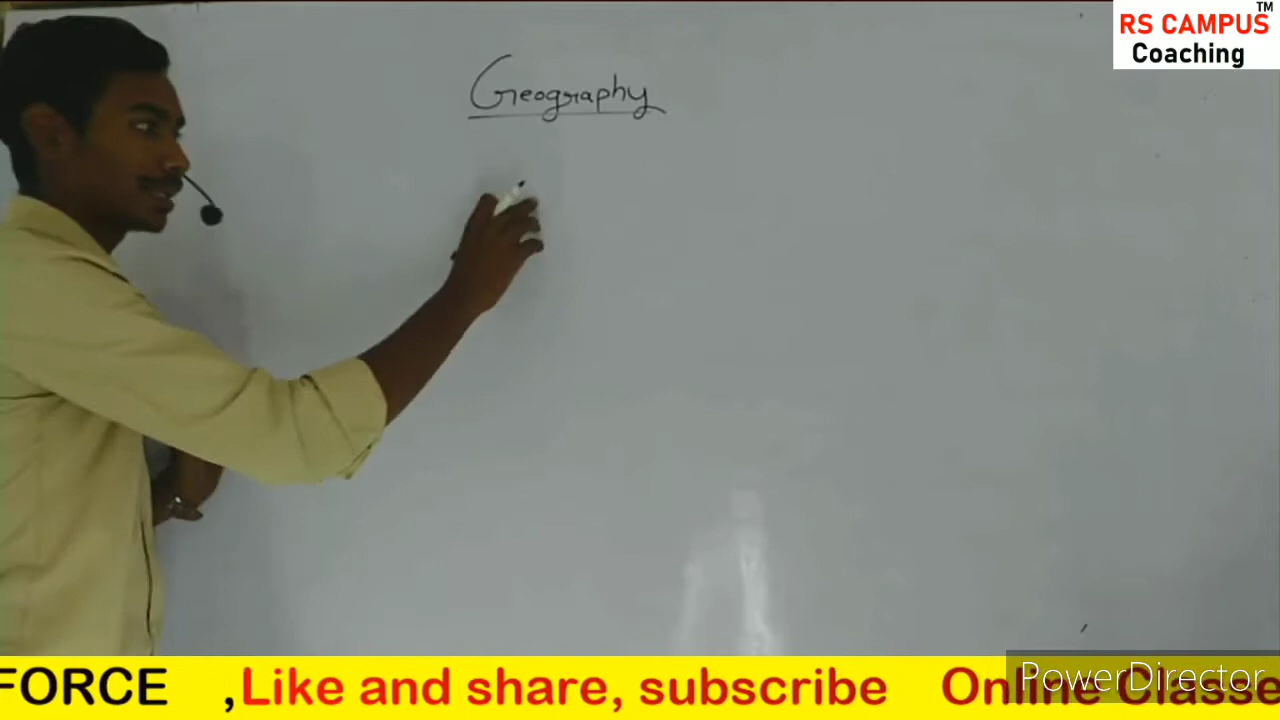 RS CAMPUS™
Coaching
Geography
FORCE ,Like and share, subscribe Online Classe
PowerDirector